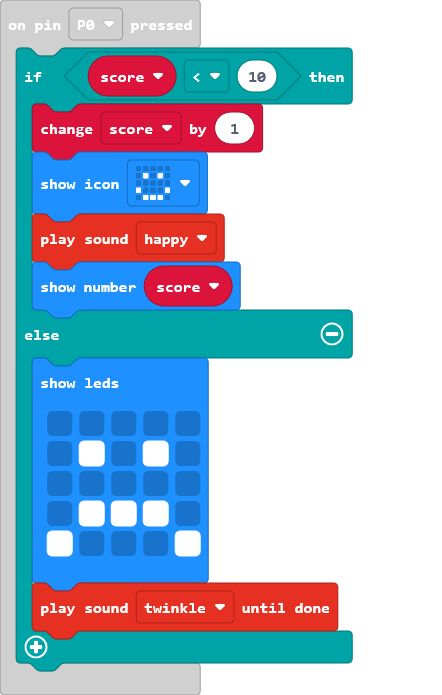 on pin P0 pressed
if score < 10 then
change score by 1
show icon
play sound happy
show number score
else
show leds
play sound twinkle until done